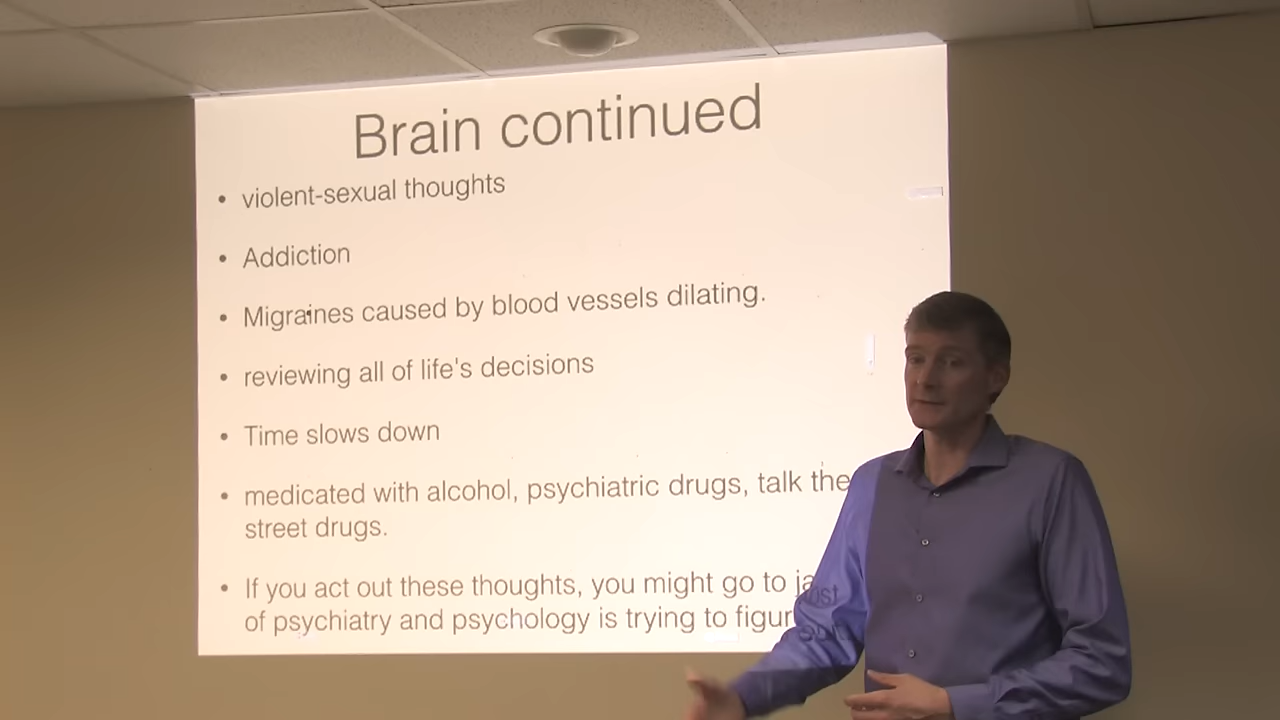 Brain continued
• violent-sexual thoughts
• Addiction
• Migraines caused by blood vessels dilating.
• reviewing all of life's decisions
• Time slows down
• medicated with alcohol, psychiatric drugs, talk the
street drugs.
• If you act out these thoughts, you might go to ja
of psychiatry and psychology is trying to figur